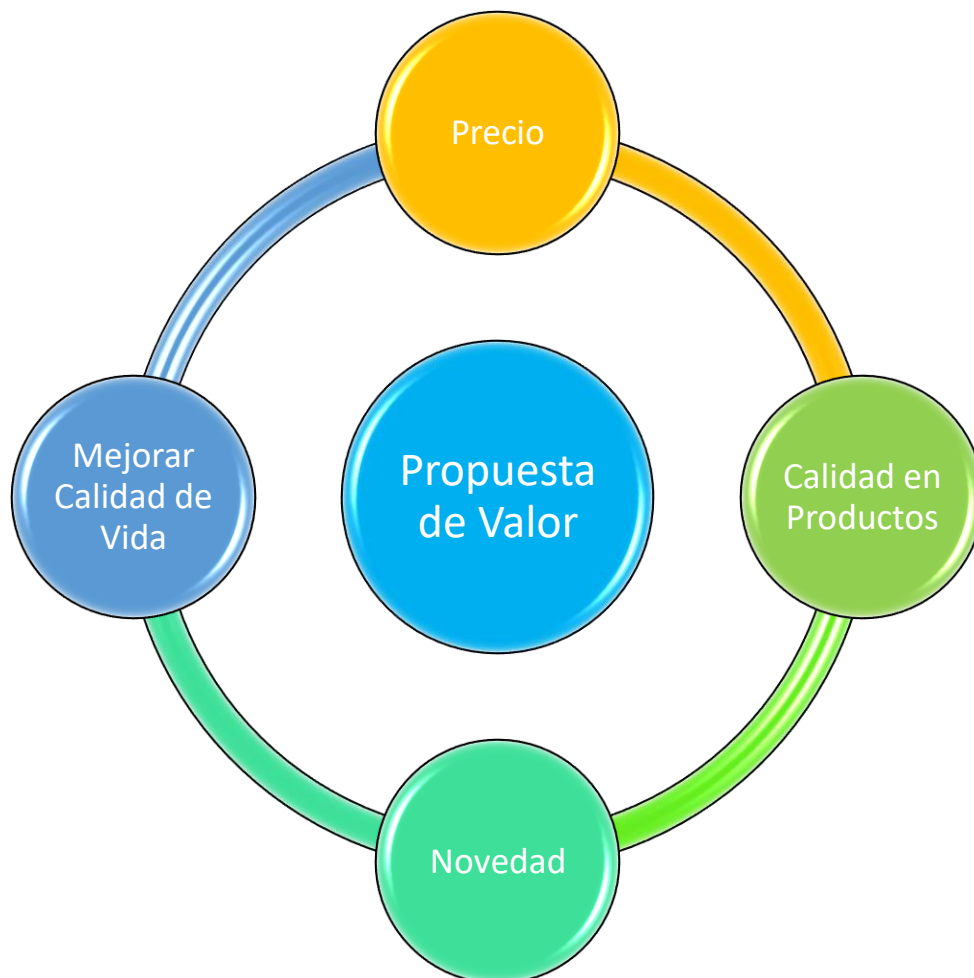 Precio
Mejorar
Calidad de
Vida
Propuesta
de Valor
Calidad en
Productos
Novedad